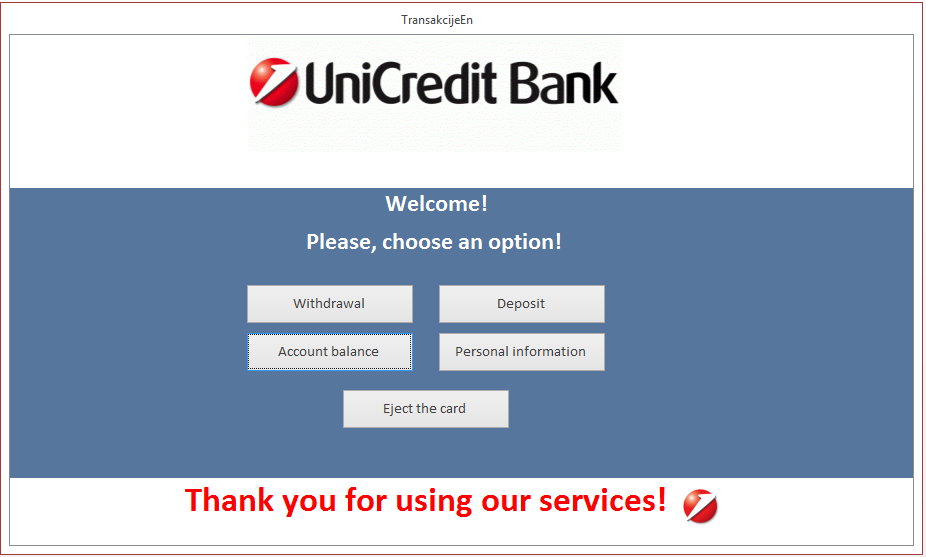 TransakcijeEn
UniCredit Bank
Welcome!
Please, choose an option!
Withdrawal
Deposit
Account balance
Personal information
Eject the card
Thank you for using our services!